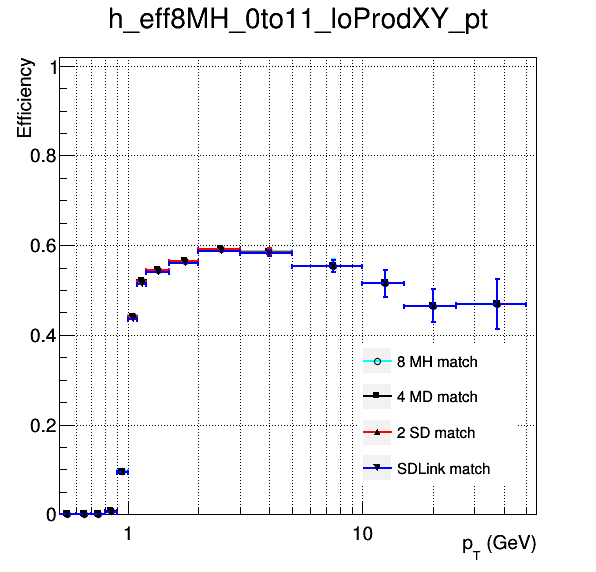 h_eff8MH_0to11_loProdXY_pt
Efficiency
1
0.8
0.6
0.4
0.2
0
8 MH match
4 MD match
2 SD match
SDLink match
1
10
p_T (GeV)